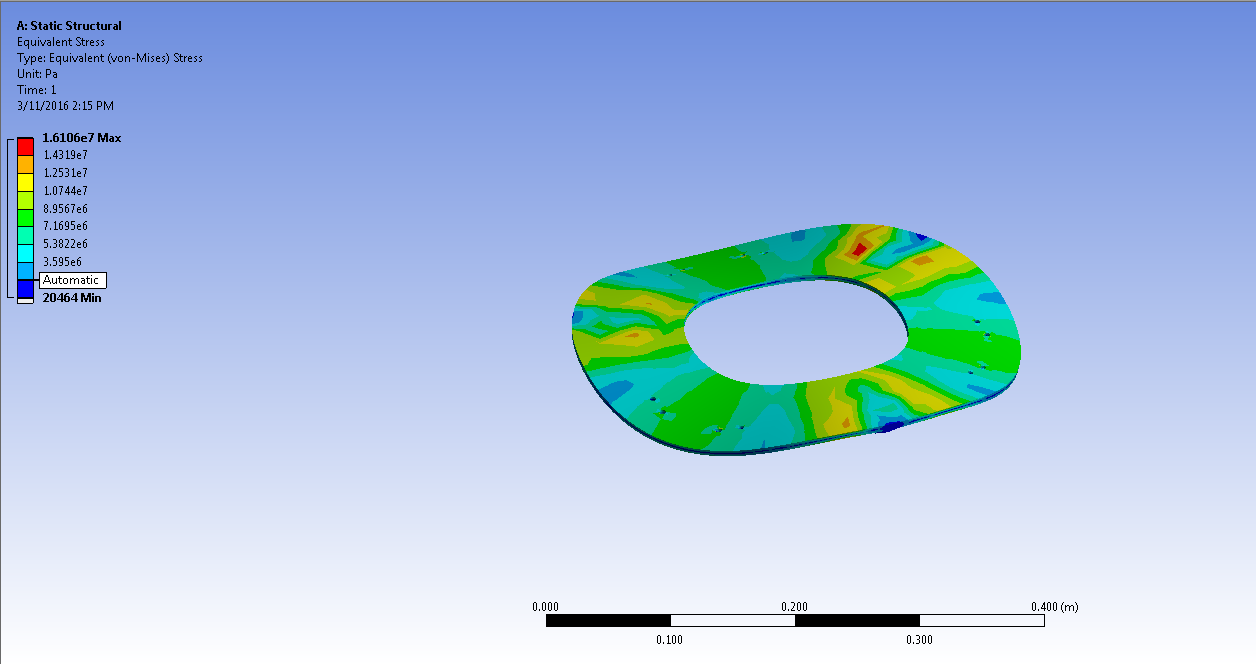 A: Static Structural
Equivalent Stress
Type: Equivalent (von-Mises) Stress
Unit: Pa
Time: 1
3/11/2016 2:15 PM
1.6106e7 Max
1.4319e7
1.2531e7
1.0744e7
8.9567e6
7.1695e6
5.3822e6
3.595e6
Automatic
20464 Min
0.000 0.200 0.400 (m)
0.100 0.300